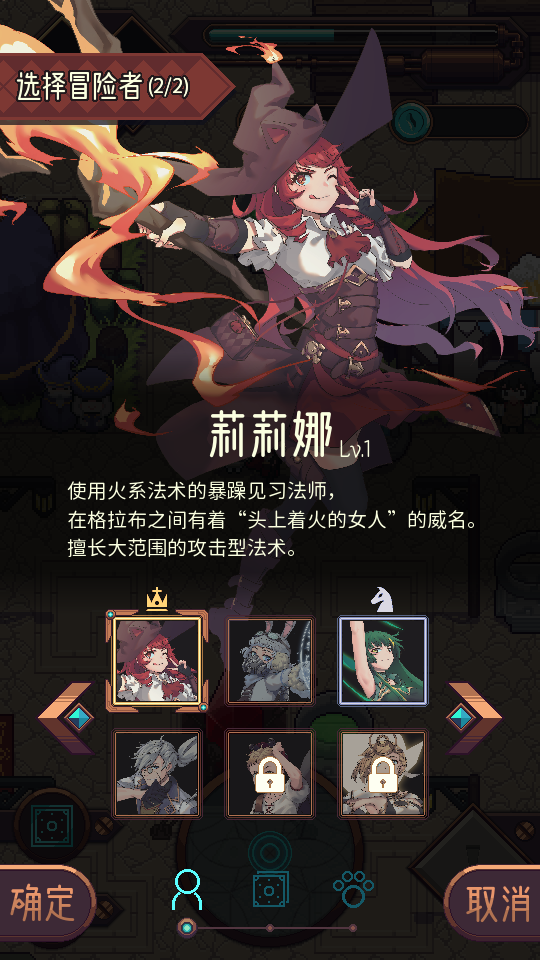 选择冒险者 (2/2)
莉莉娜 Lv.1
使用火系法术的暴躁见习法师，
在格拉布之间有着“头上着火的女人”的威名。
擅长大范围的攻击型法术。
确定
取消